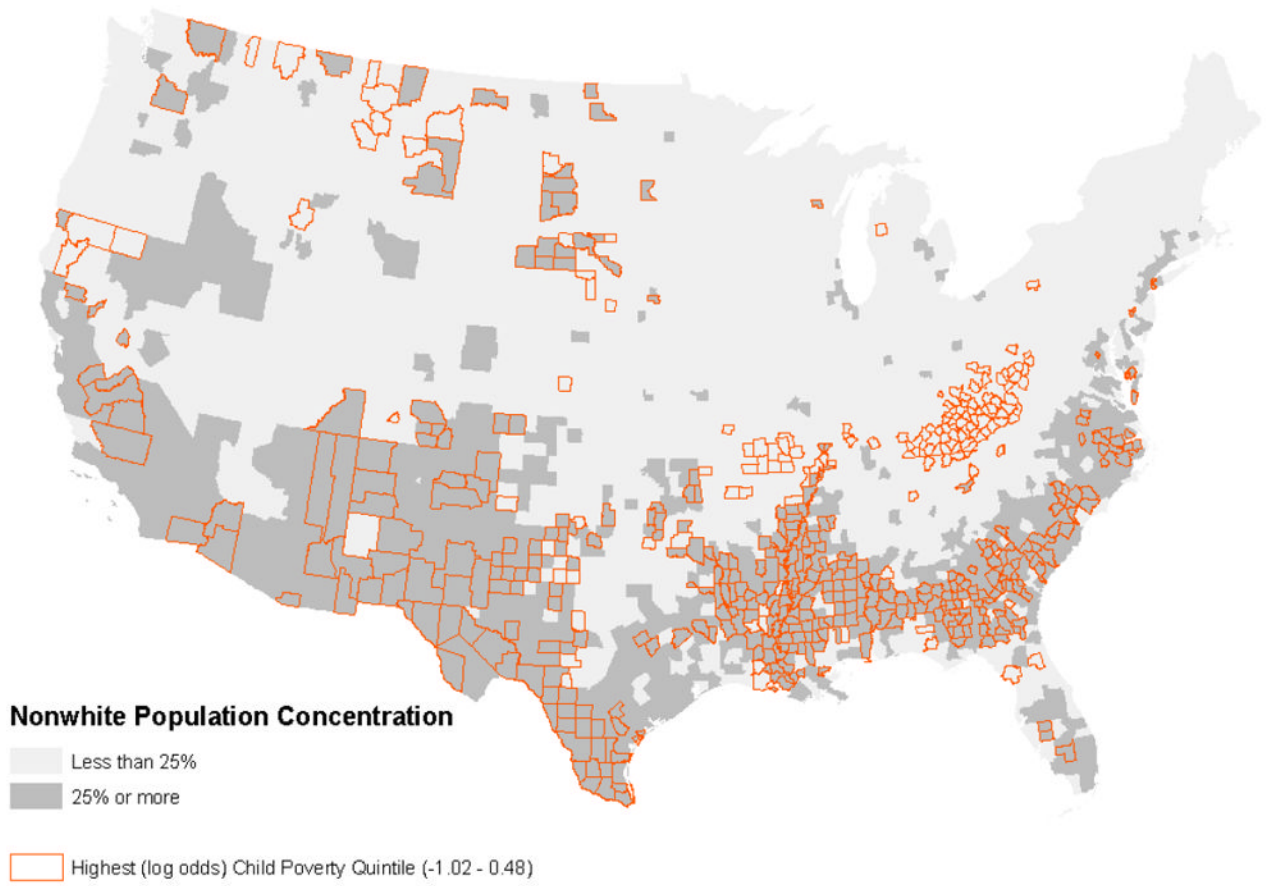 Nonwhite Population Concentration
Less than 25%
25% or more
Highest (log odds) Child Poverty Quintile (-1.02 - 0.48)